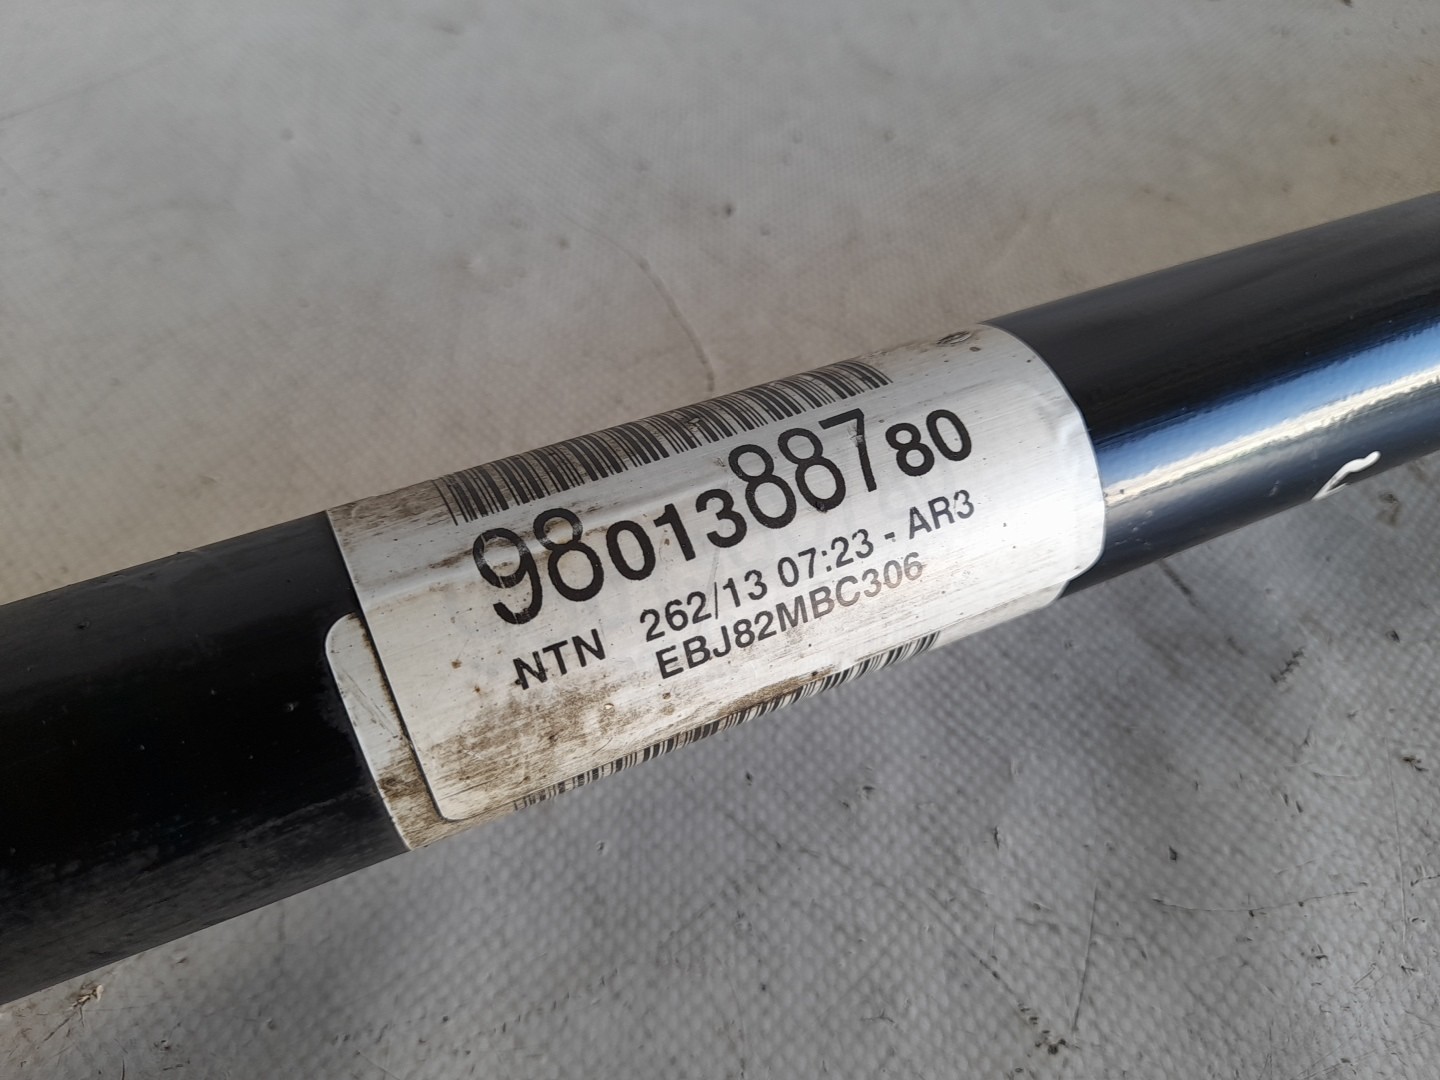 9801388780
NTN 262/13 07:23 - AR3
EBJ82MBC306